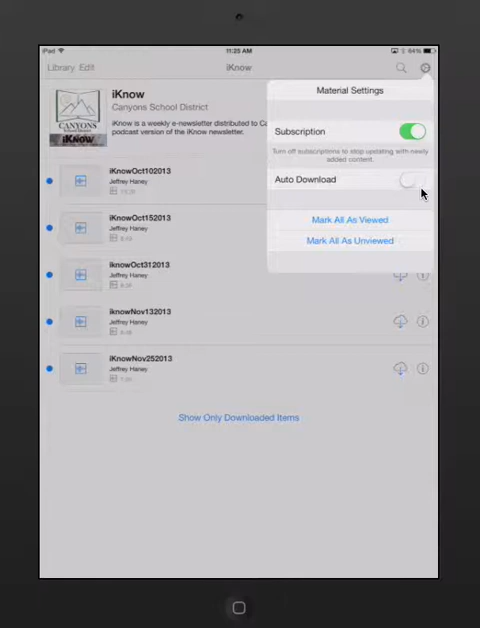 iPad 11:25 AM 64%
Library Edit iKnow
Material Settings
iKnow
Canyons School District
iKnow is a weekly e-newsletter distributed to Ca
podcast version of the iKnow newsletter.
CANYONS
iKNOW
Subscription
Turn off subscriptions to stop updating with newly
added content.
Auto Download
Mark All As Viewed
Mark All As Unviewed
iKnowOct102013
Jeffrey Haney
iKnowOct152013
Jeffrey Haney
iknowOct312013
Jeffrey Haney
iknowNov132013
Jeffrey Haney
iKnowNov252013
Jeffrey Haney
Show Only Downloaded Items